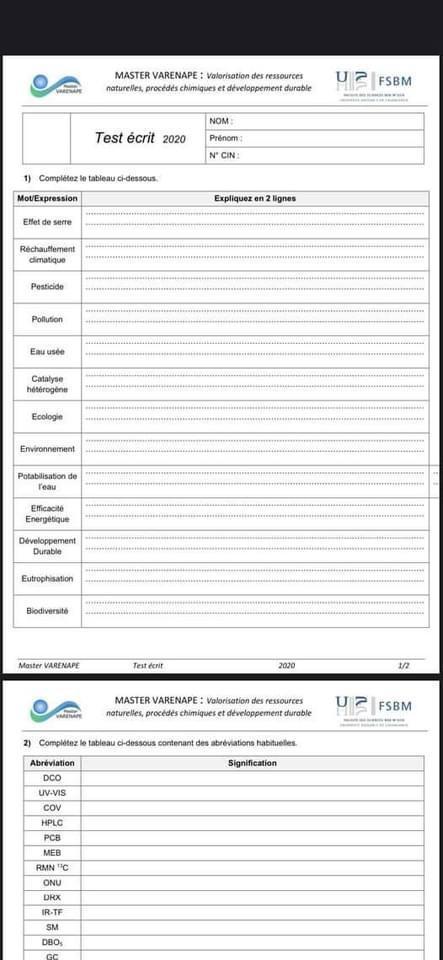 MASTER VARENAPE : Valorisation des ressources
naturelles, procédés chimiques et développement durable
Master
VARENAPE
FSBM
Test écrit 2020
NOM :
Prénom :
N° CIN :
1) Complétez le tableau ci-dessous.
Mot/Expression Expliquez en 2 lignes
Effet de serre
Réchauffement
climatique
Pesticide
Pollution
Eau usée
Catalyse
hétérogène
Ecologie
Environnement
Potabilisation de
l'eau
Efficacité
Energétique
Développement
Durable
Eutrophisation
Biodiversité
Master VARENAPE Test écrit 2020 1/2
MASTER VARENAPE : Valorisation des ressources
naturelles, procédés chimiques et développement durable
Master
VARENAPE
FSBM
2) Complétez le tableau ci-dessous contenant des abréviations habituelles.
Abréviation Signification
DCO
UV-VIS
COV
HPLC
PCB
MEB
RMN ¹³C
ONU
DRX
IR-TF
SM
DBO₅
GC